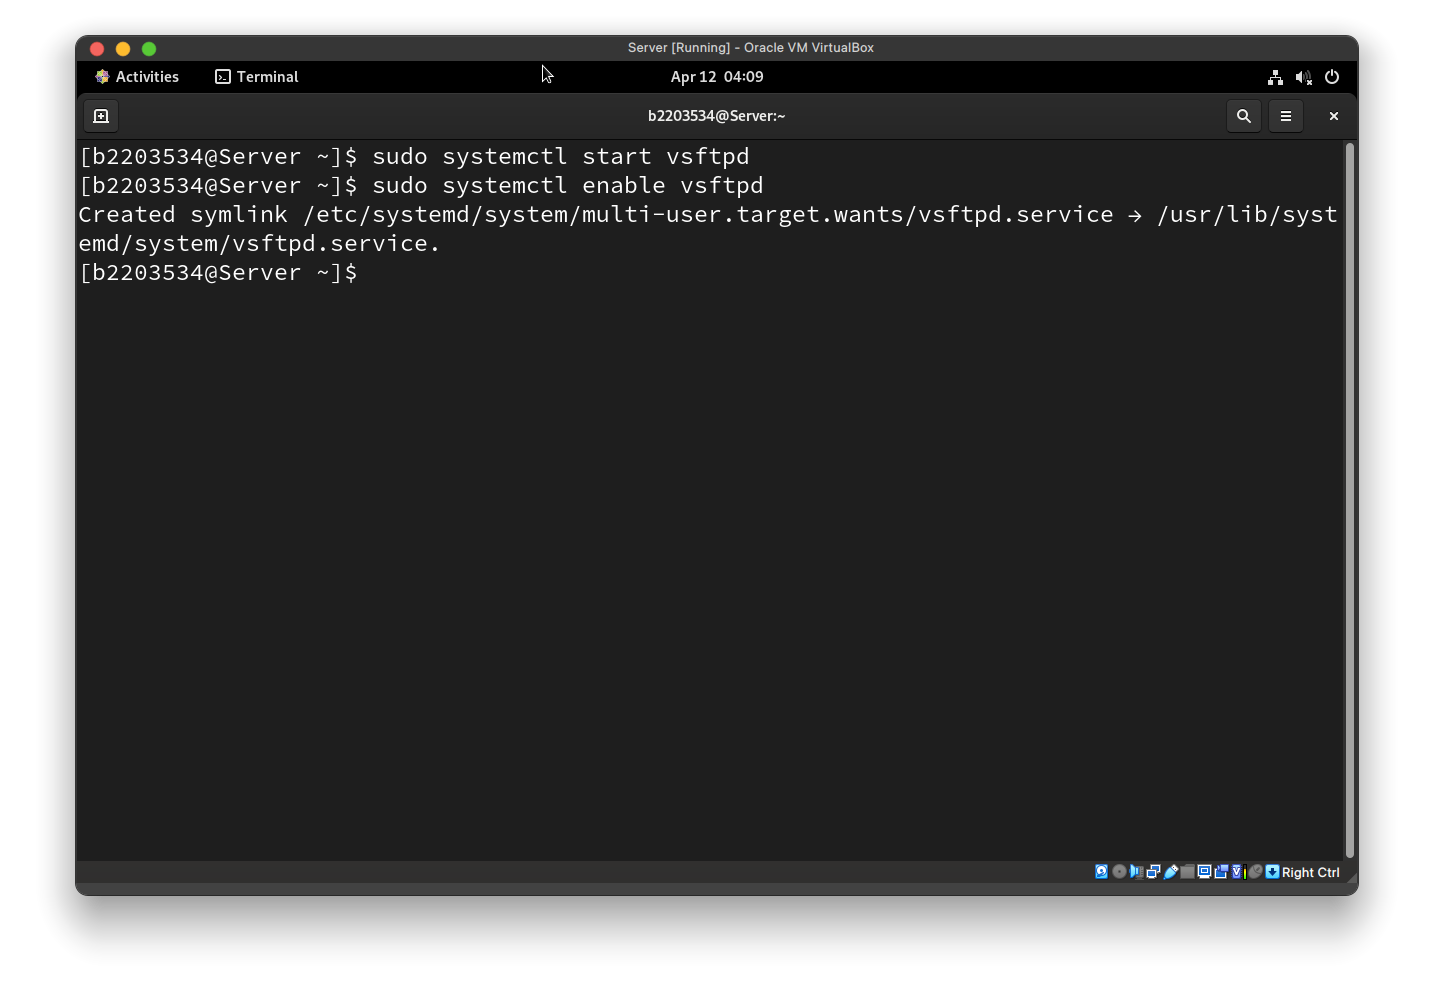 Server [Running] - Oracle VM VirtualBox
Activities Terminal Apr 12 04:09
b2203534@Server:~
[b2203534@Server ~]$ sudo systemctl start vsftpd
[b2203534@Server ~]$ sudo systemctl enable vsftpd
Created symlink /etc/systemd/system/multi-user.target.wants/vsftpd.service → /usr/lib/syst
emd/system/vsftpd.service.
[b2203534@Server ~]$
Right Ctrl